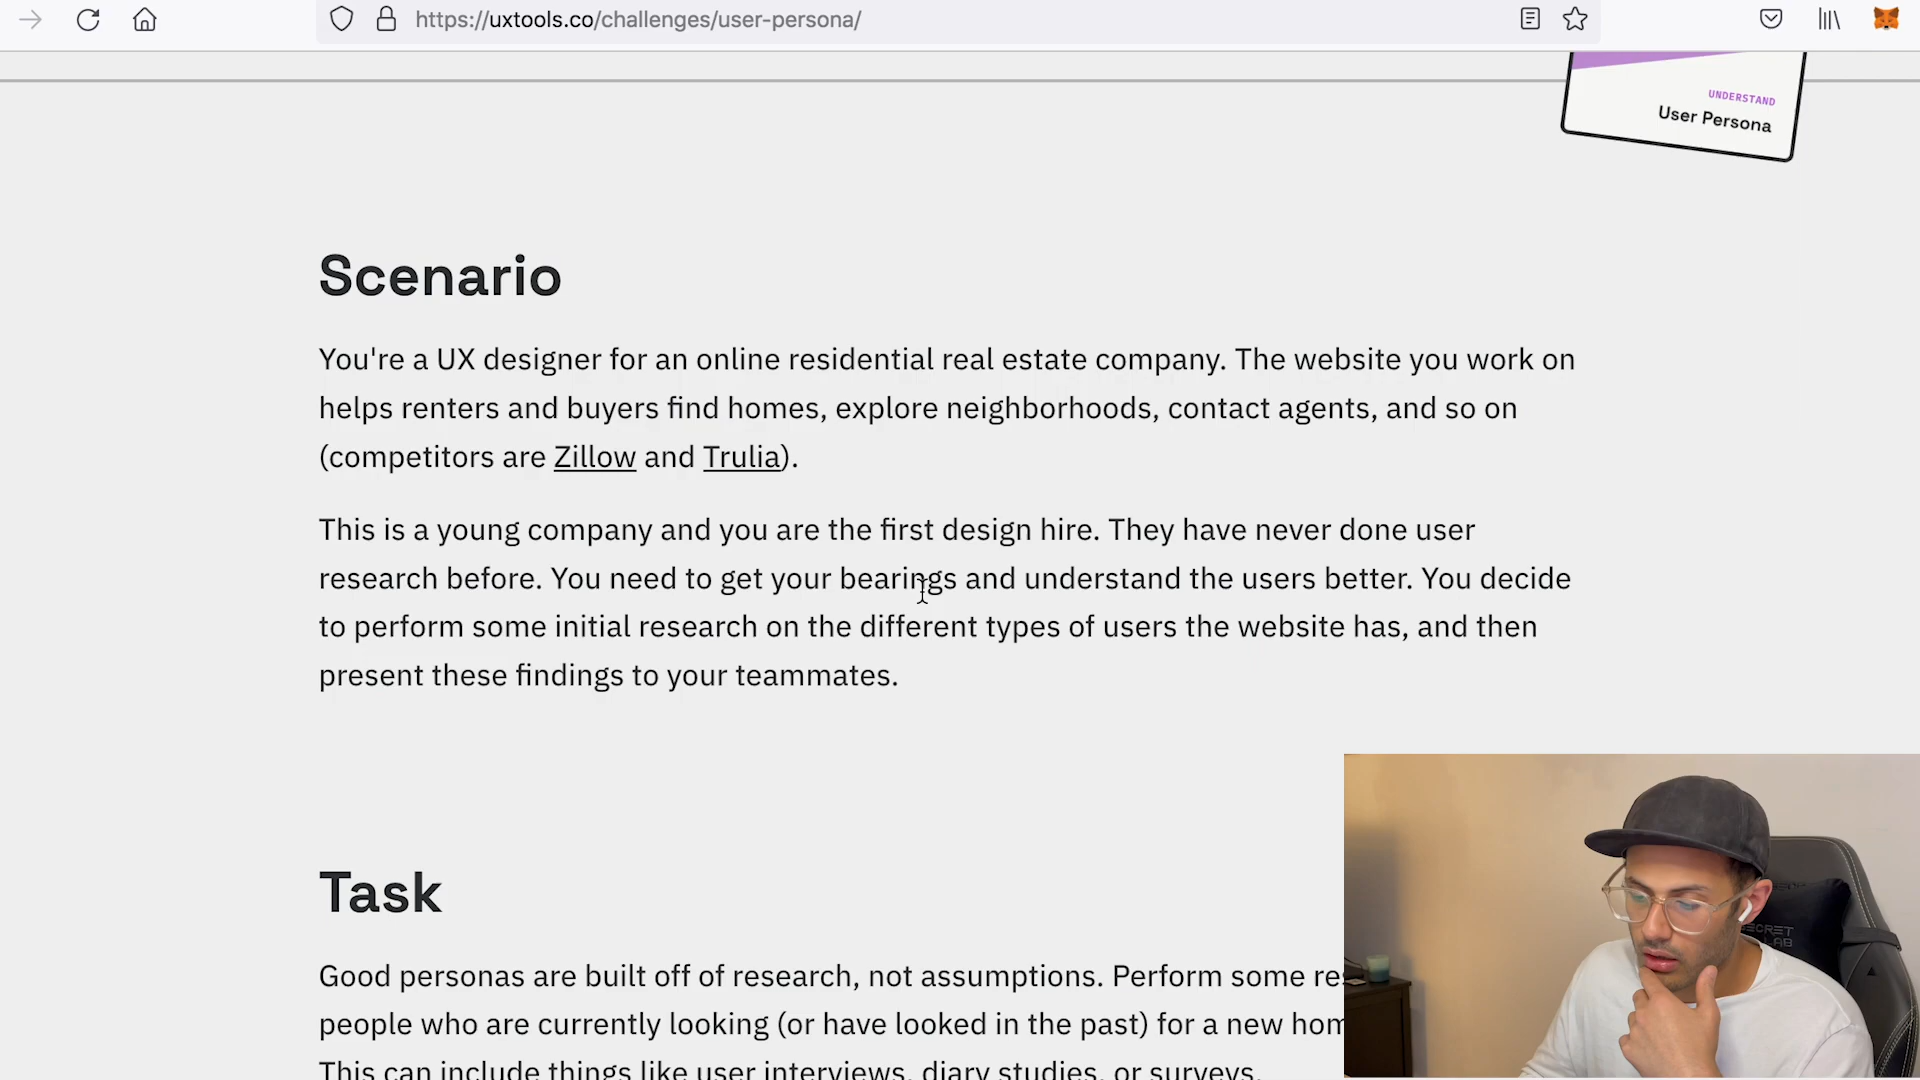 https://uxtools.co/challenges/user-persona/
UNDERSTAND
User Persona
Scenario
You're a UX designer for an online residential real estate company. The website you work on
helps renters and buyers find homes, explore neighborhoods, contact agents, and so on
(competitors are Zillow and Trulia).
This is a young company and you are the first design hire. They have never done user
research before. You need to get your bearings and understand the users better. You decide
to perform some initial research on the different types of users the website has, and then
present these findings to your teammates.
Task
Good personas are built off of research, not assumptions. Perform some
people who are currently looking (or have looked in the past) for a new
This can include things like user interviews, diary studies, or surveys.